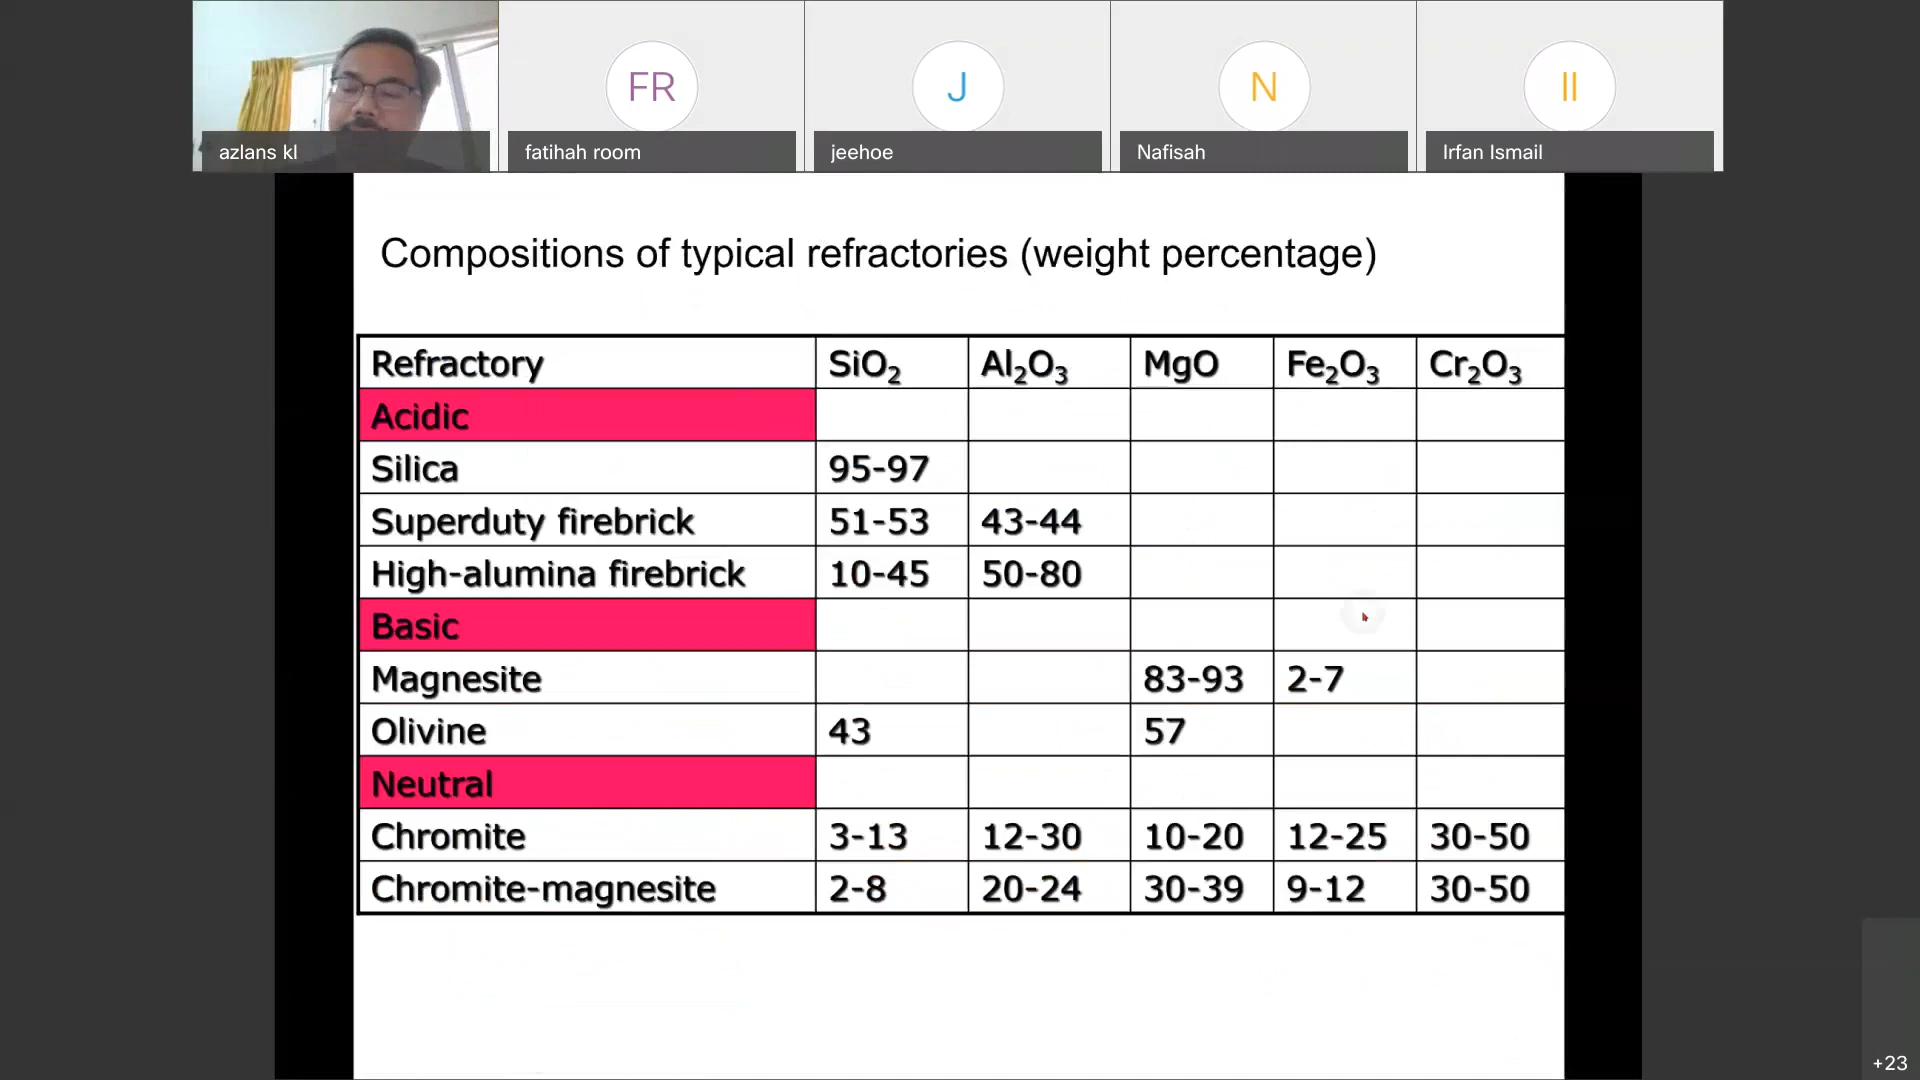 FR
J
N
II
azlans kl
fatihah room
jeehoe
Nafisah
Irfan Ismail
Compositions of typical refractories (weight percentage)
Refractory SiO₂ Al₂O₃ MgO Fe₂O₃ Cr₂O₃
Acidic
Silica 95-97
Superduty firebrick 51-53 43-44
High-alumina firebrick 10-45 50-80
Basic
Magnesite 83-93 2-7
Olivine 43 57
Neutral
Chromite 3-13 12-30 10-20 12-25 30-50
Chromite-magnesite 2-8 20-24 30-39 9-12 30-50
+23